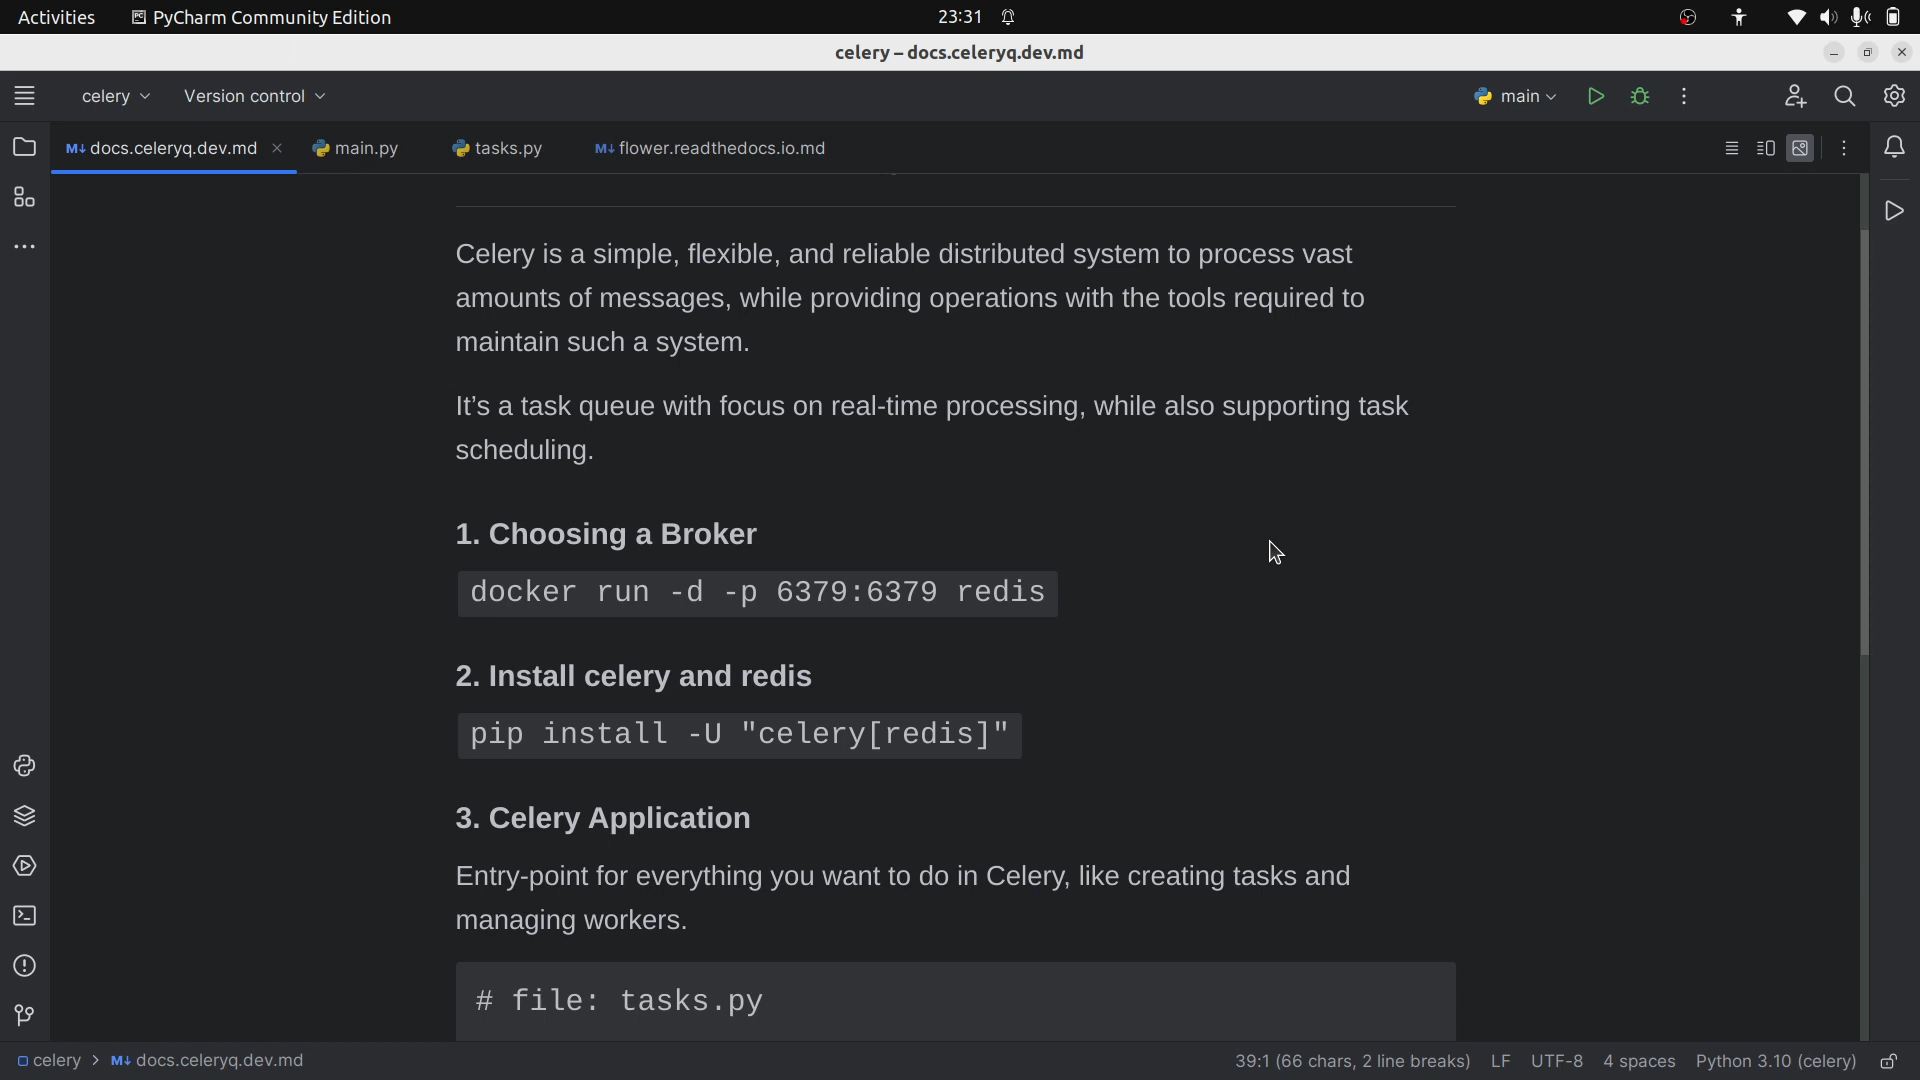 Activities PyCharm Community Edition 23:31
celery – docs.celeryq.dev.md
celery Version control main
docs.celeryq.dev.md main.py tasks.py flower.readthedocs.io.md
Celery is a simple, flexible, and reliable distributed system to process vast
amounts of messages, while providing operations with the tools required to
maintain such a system.
It’s a task queue with focus on real-time processing, while also supporting task
scheduling.
1. Choosing a Broker
docker run -d -p 6379:6379 redis
2. Install celery and redis
pip install -U "celery[redis]"
3. Celery Application
Entry-point for everything you want to do in Celery, like creating tasks and
managing workers.
# file: tasks.py
celery > docs.celeryq.dev.md 39:1 (66 chars, 2 line breaks) LF UTF-8 4 spaces Python 3.10 (celery)